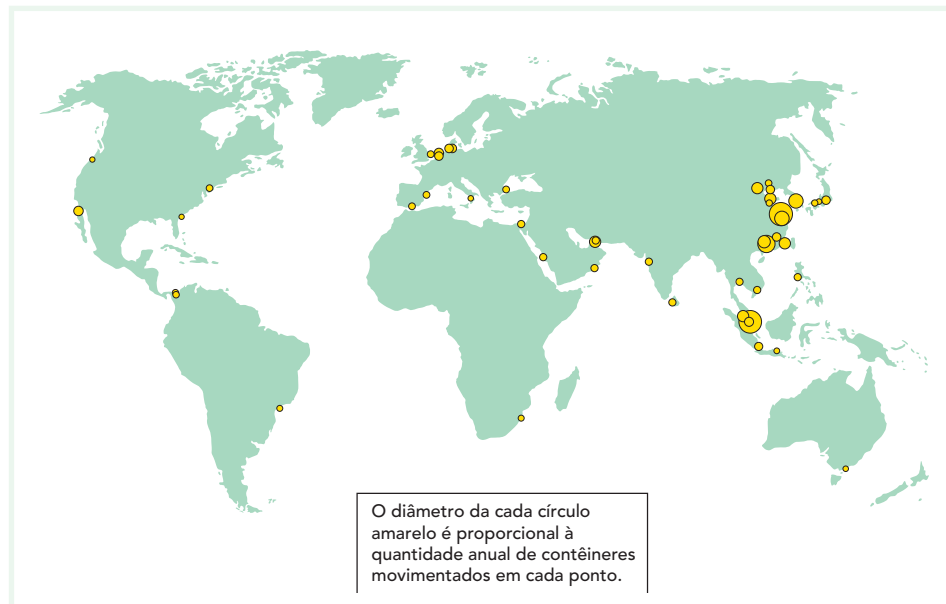 O diâmetro da cada círculo
amarelo é proporcional à
quantidade anual de contêineres
movimentados em cada ponto.